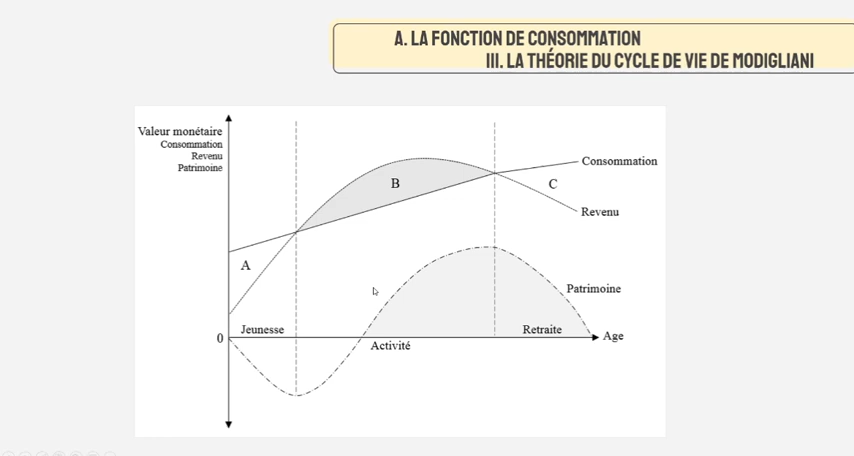 A. LA FONCTION DE CONSOMMATION
III. LA THÉORIE DU CYCLE DE VIE DE MODIGLIANI
Valeur monétaire
Consommation
Revenu
Patrimoine
Consommation
B
C
Revenu
A
Patrimoine
Jeunesse
Retraite
0
Age
Activité